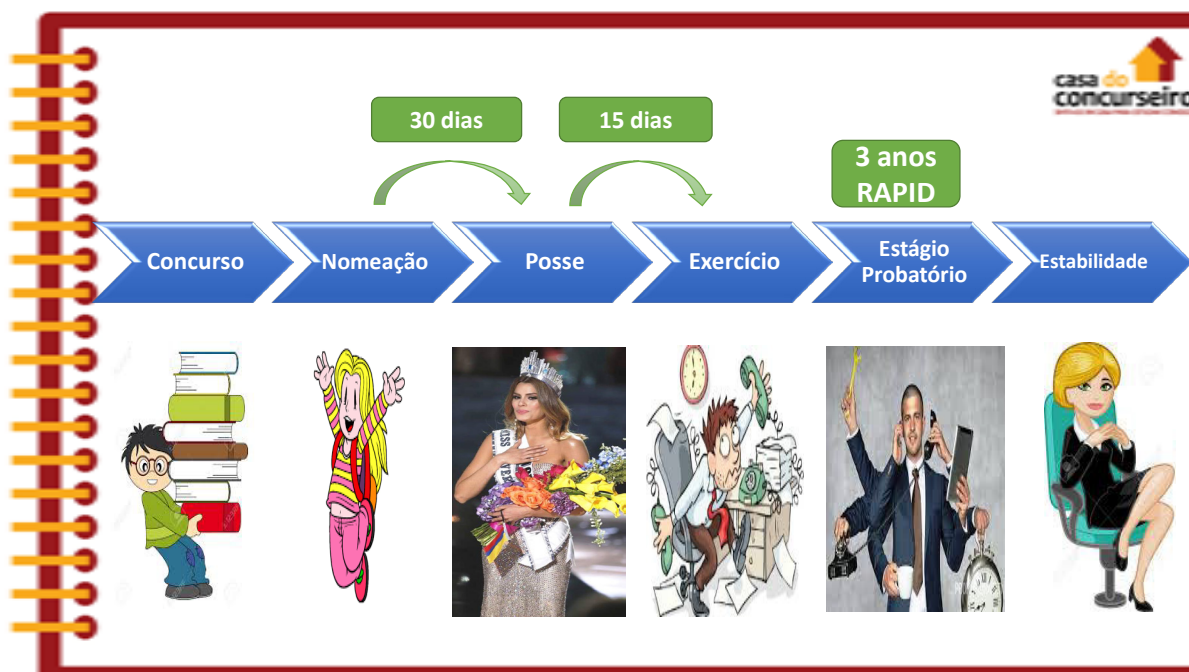 casa do
concurseiro
30 dias
15 dias
3 anos
RAPID
Concurso
Nomeação
Posse
Exercício
Estágio
Probatório
Estabilidade